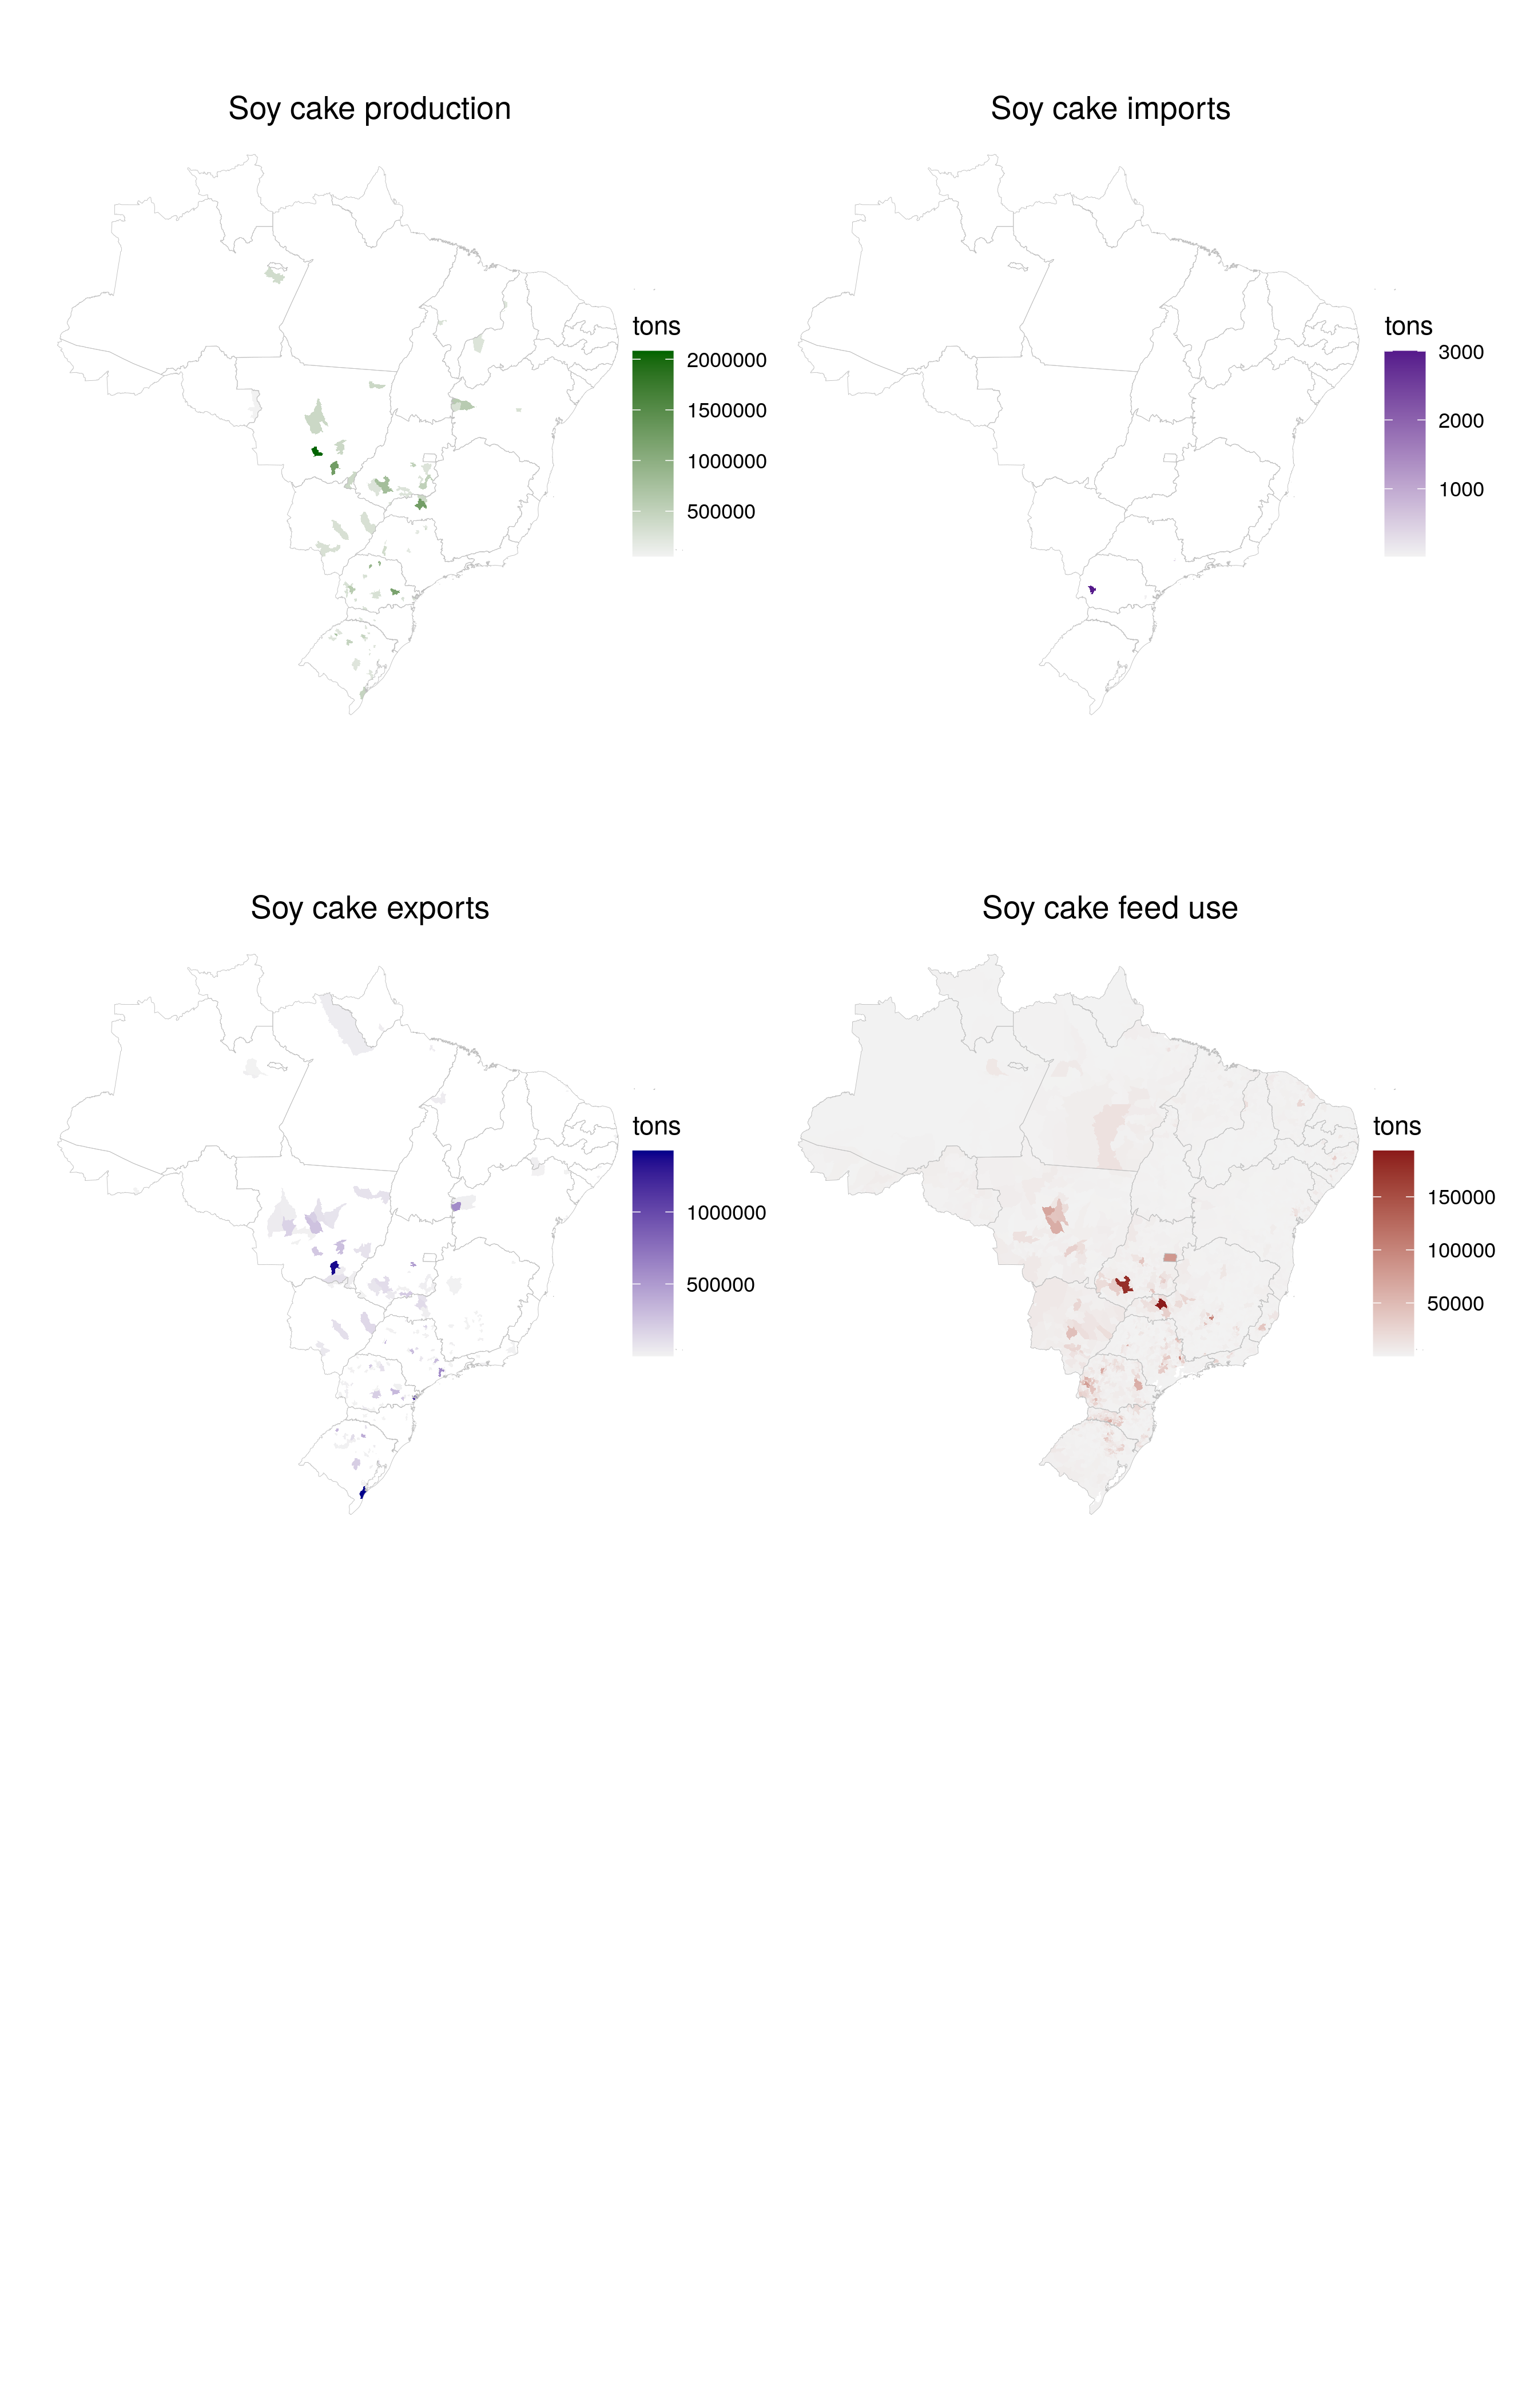 Soy cake production
tons
2000000
1500000
1000000
500000
Soy cake imports
tons
3000
2000
1000
Soy cake exports
tons
1000000
500000
Soy cake feed use
tons
150000
100000
50000